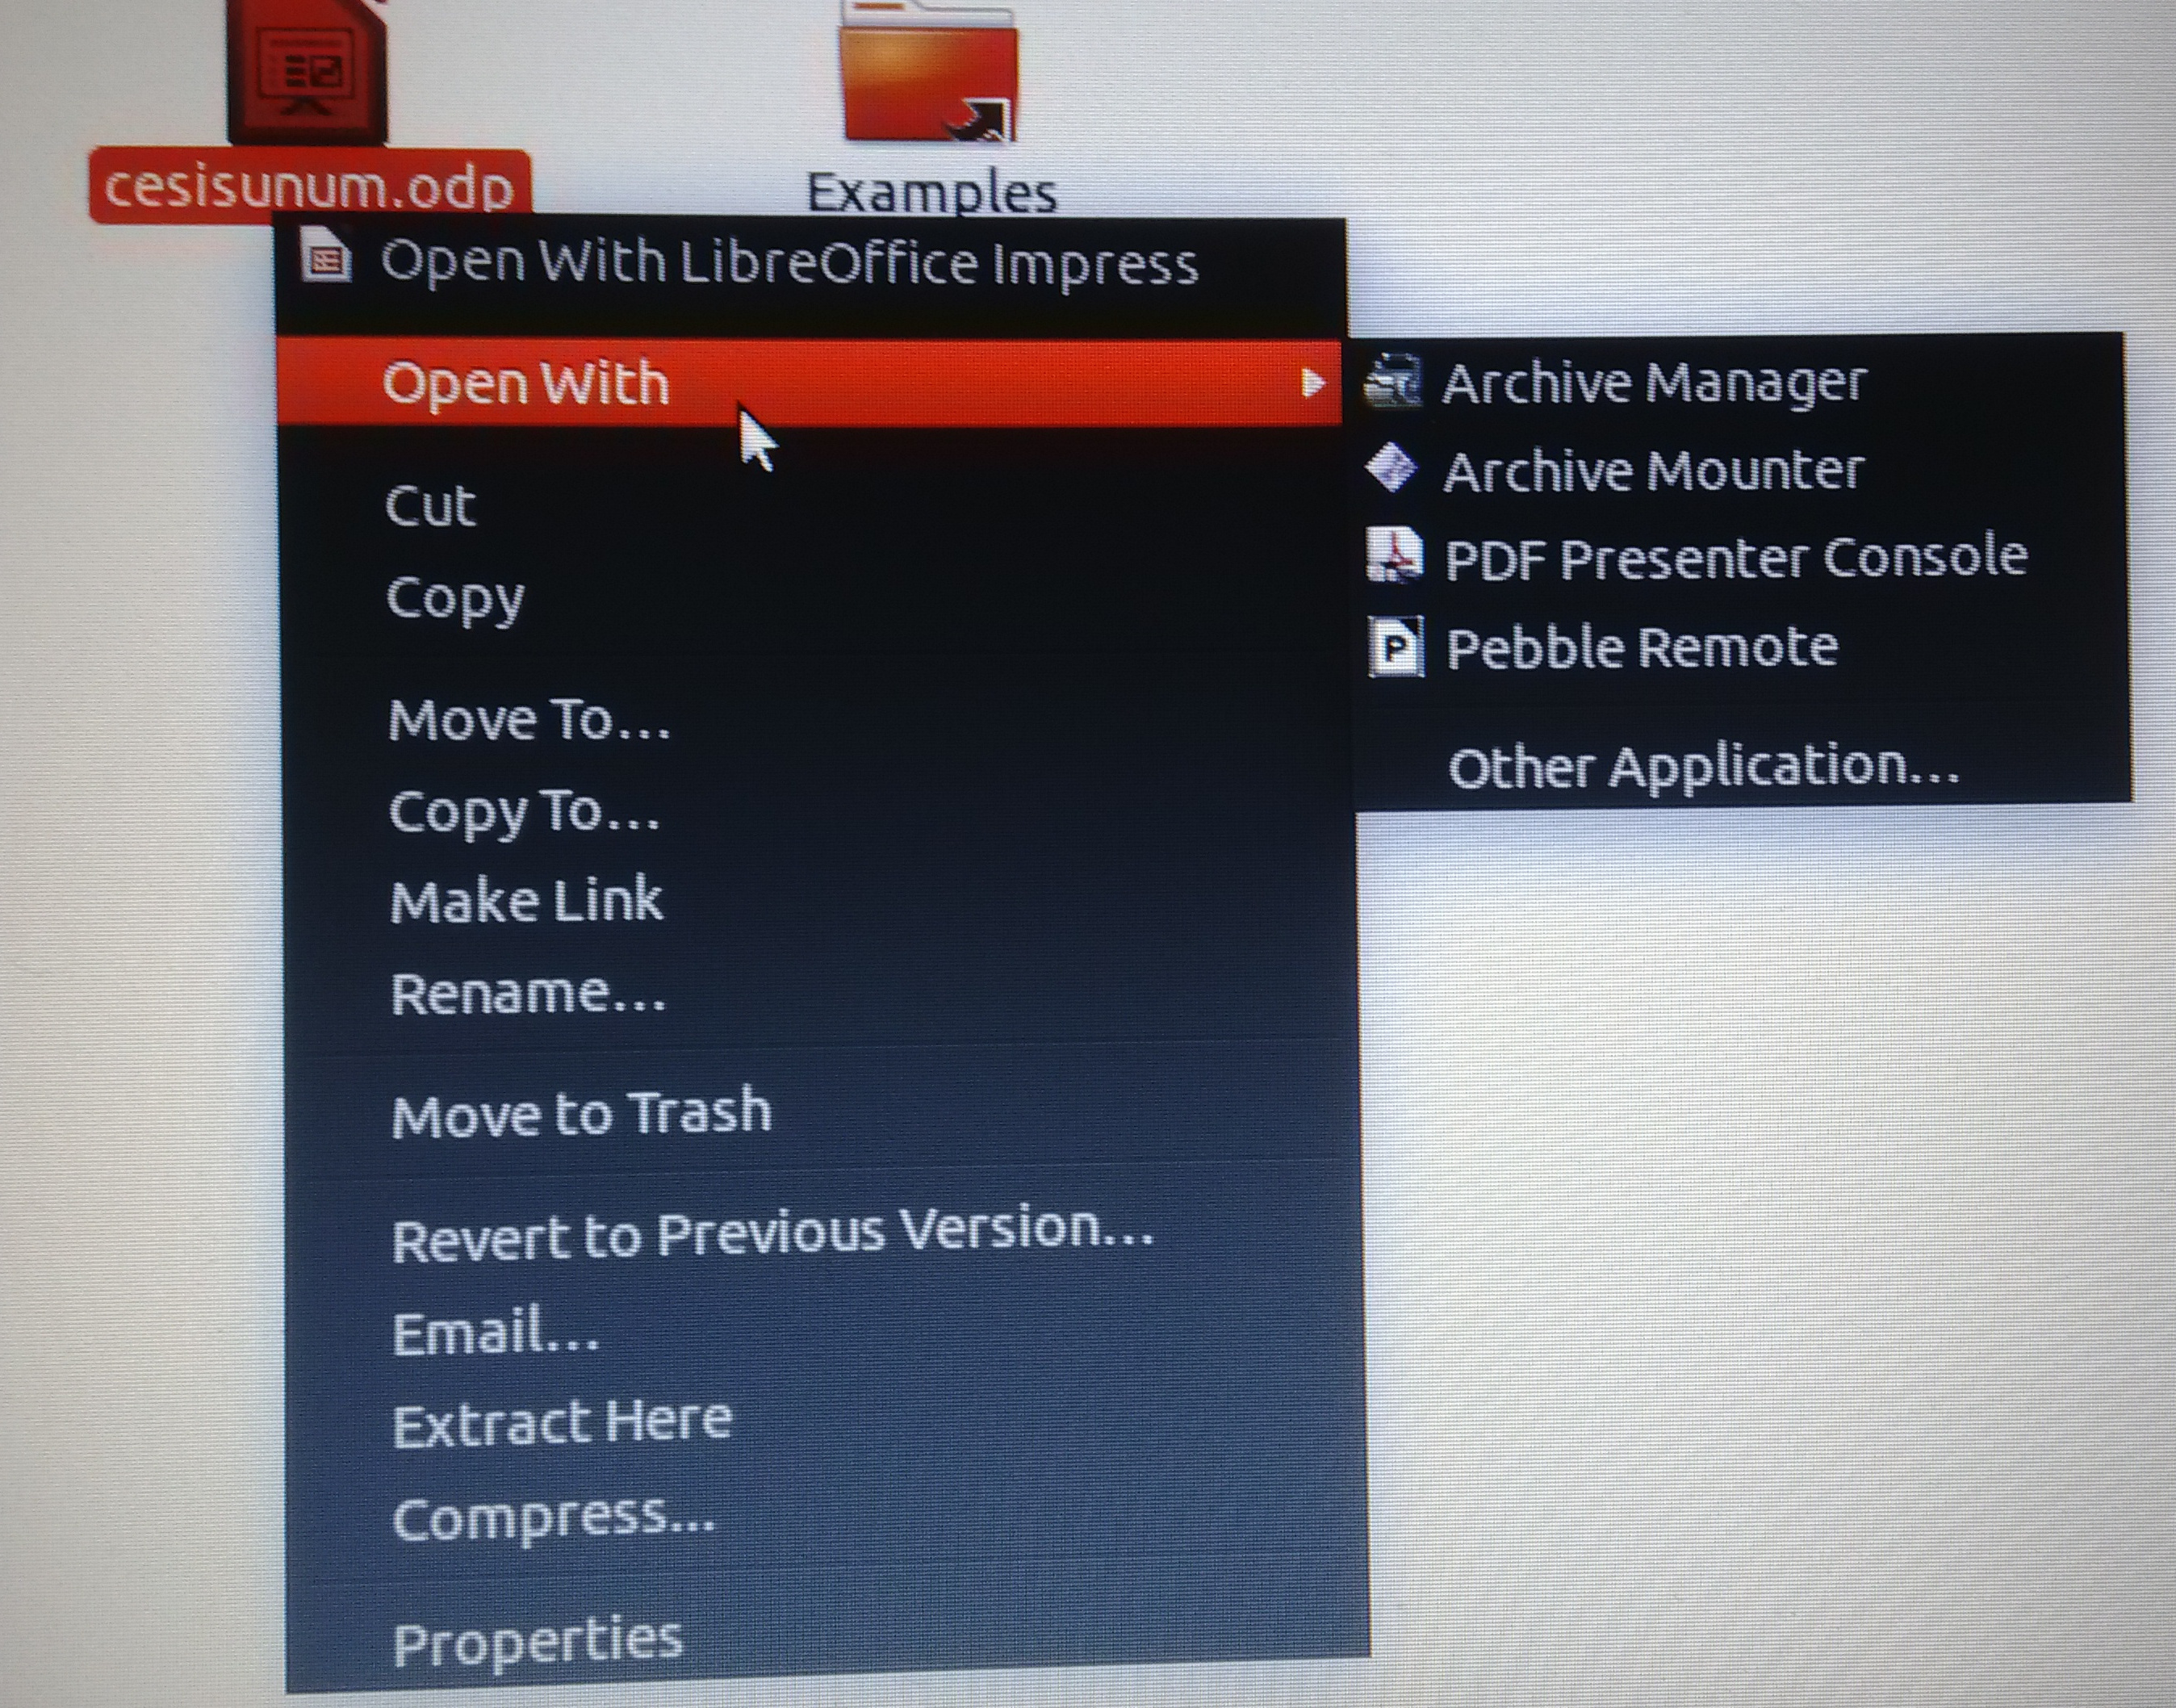 cesisunum.odp
Examples
Open With LibreOffice Impress
Open With
Cut
Copy
Move To...
Copy To...
Make Link
Rename...
Move to Trash
Revert to Previous Version...
Email...
Extract Here
Compress...
Properties
Archive Manager
Archive Mounter
PDF Presenter Console
P Pebble Remote
Other Application...